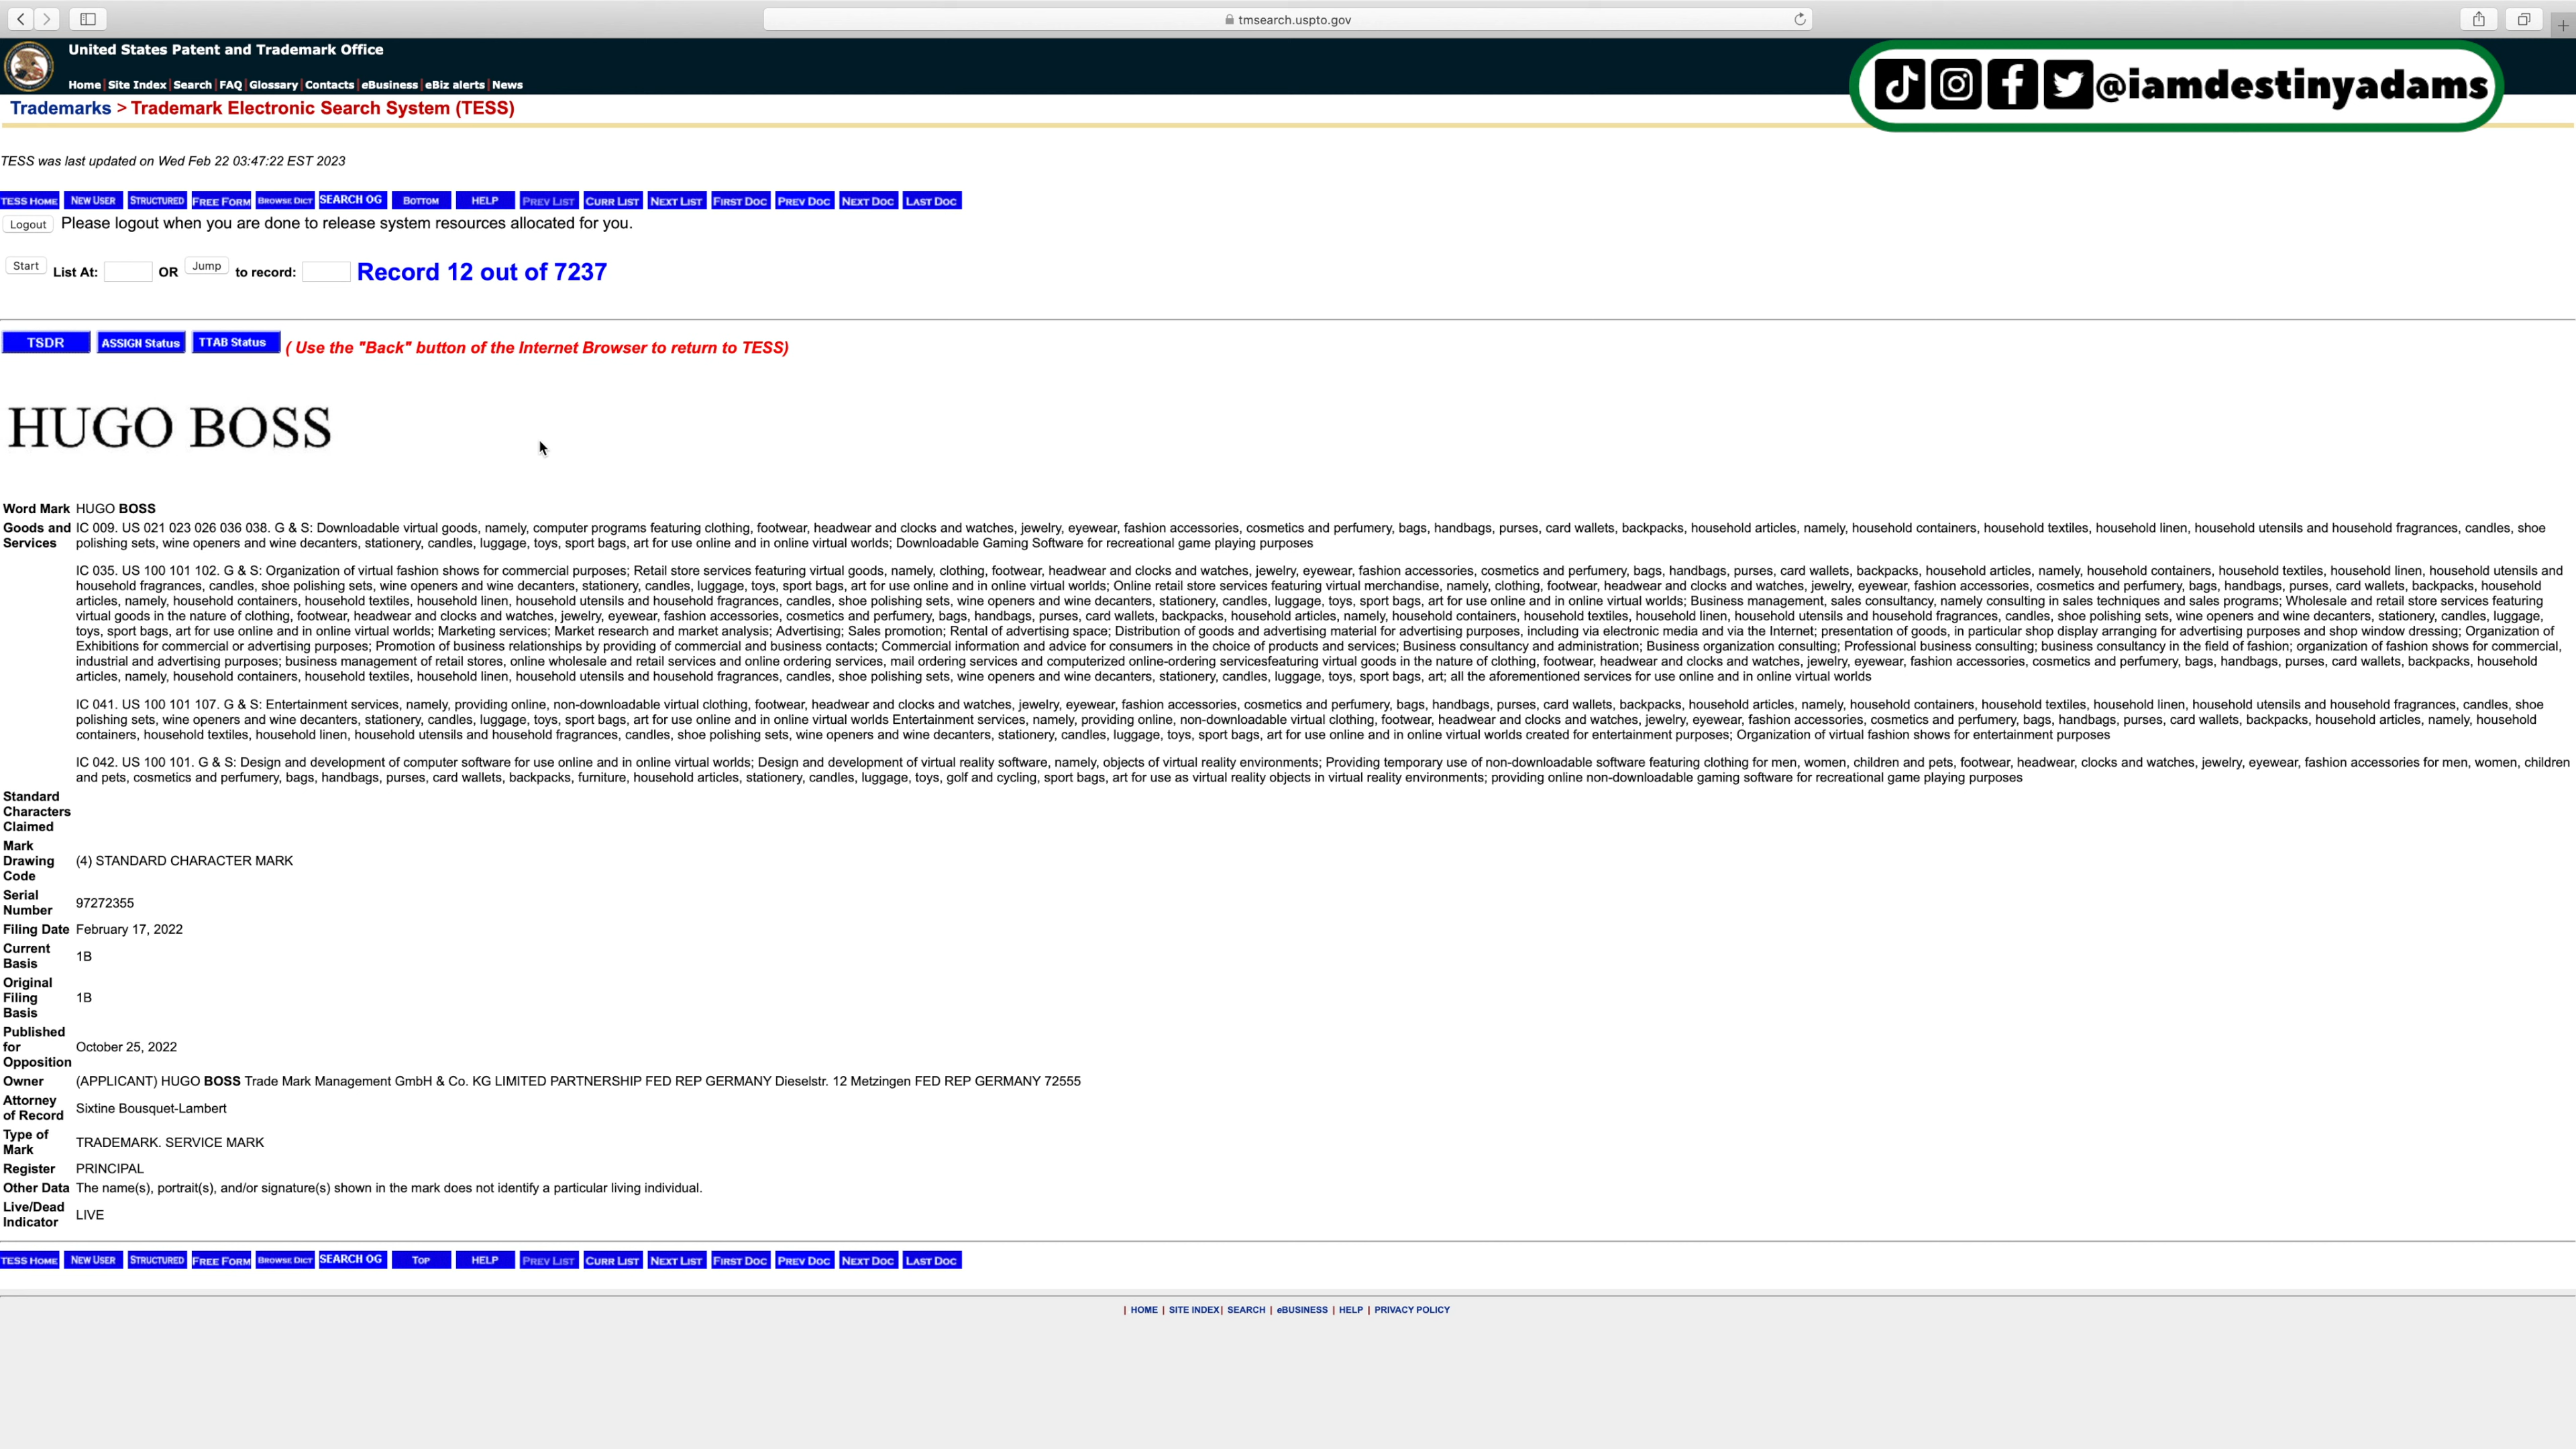 tmsearch.uspto.gov
United States Patent and Trademark Office
Home | Site Index | Search | FAQ | Glossary | Contacts | eBusiness | eBiz alerts | News
@iamdestinyadams
Trademarks > Trademark Electronic Search System (TESS)
TESS was last updated on Wed Feb 22 03:47:22 EST 2023
TESS HOME NEW USER STRUCTURED FREE FORM BROWSE DICT SEARCH OG BOTTOM HELP PREV LIST CURR LIST NEXT LIST FIRST DOC PREV DOC NEXT DOC LAST DOC
Logout Please logout when you are done to release system resources allocated for you.
Start List At: OR Jump to record: Record 12 out of 7237
TSDR ASSIGN Status TTAB Status ( Use the "Back" button of the Internet Browser to return to TESS)
HUGO BOSS
Word Mark HUGO BOSS
Goods and IC 009. US 021 023 026 036 038. G & S: Downloadable virtual goods, namely, computer programs featuring clothing, footwear, headwear and clocks and watches, jewelry, eyewear, fashion accessories, cosmetics and perfumery, bags, handbags, purses, card wallets, backpacks, household articles, namely, household containers, household textiles, household linen, household utensils and household fragrances, candles, shoe
Services polishing sets, wine openers and wine decanters, stationery, candles, luggage, toys, sport bags, art for use online and in online virtual worlds; Downloadable Gaming Software for recreational game playing purposes
IC 035. US 100 101 102. G & S: Organization of virtual fashion shows for commercial purposes; Retail store services featuring virtual goods, namely, clothing, footwear, headwear and clocks and watches, jewelry, eyewear, fashion accessories, cosmetics and perfumery, bags, handbags, purses, card wallets, backpacks, household articles, namely, household containers, household textiles, household linen, household utensils and
household fragrances, candles, shoe polishing sets, wine openers and wine decanters, stationery, candles, luggage, toys, sport bags, art for use online and in online virtual worlds; Online retail store services featuring virtual merchandise, namely, clothing, footwear, headwear and clocks and watches, jewelry, eyewear, fashion accessories, cosmetics and perfumery, bags, handbags, purses, card wallets, backpacks, household
articles, namely, household containers, household textiles, household linen, household utensils and household fragrances, candles, shoe polishing sets, wine openers and wine decanters, stationery, candles, luggage, toys, sport bags, art for use online and in online virtual worlds; Business management, sales consultancy, namely consulting in sales techniques and sales programs; Wholesale and retail store services featuring
virtual goods in the nature of clothing, footwear, headwear and clocks and watches, jewelry, eyewear, fashion accessories, cosmetics and perfumery, bags, handbags, purses, card wallets, backpacks, household articles, namely, household containers, household textiles, household linen, household utensils and household fragrances, candles, shoe polishing sets, wine openers and wine decanters, stationery, candles, luggage,
toys, sport bags, art for use online and in online virtual worlds; Marketing services; Market research and market analysis; Advertising; Sales promotion; Rental of advertising space; Distribution of goods and advertising material for advertising purposes, including via electronic media and via the Internet; presentation of goods, in particular shop display arranging for advertising purposes and shop window dressing; Organization of
Exhibitions for commercial or advertising purposes; Promotion of business relationships by providing of commercial and business contacts; Commercial information and advice for consumers in the choice of products and services; Business consultancy and administration; Business organization consulting; Professional business consulting; business consultancy in the field of fashion; organization of fashion shows for commercial,
industrial and advertising purposes; business management of retail stores, online wholesale and retail services and online ordering services, mail ordering services and computerized online-ordering servicesfeaturing virtual goods in the nature of clothing, footwear, headwear and clocks and watches, jewelry, eyewear, fashion accessories, cosmetics and perfumery, bags, handbags, purses, card wallets, backpacks, household
articles, namely, household containers, household textiles, household linen, household utensils and household fragrances, candles, shoe polishing sets, wine openers and wine decanters, stationery, candles, luggage, toys, sport bags, art; all the aforementioned services for use online and in online virtual worlds
IC 041. US 100 101 107. G & S: Entertainment services, namely, providing online, non-downloadable virtual clothing, footwear, headwear and clocks and watches, jewelry, eyewear, fashion accessories, cosmetics and perfumery, bags, handbags, purses, card wallets, backpacks, household articles, namely, household containers, household textiles, household linen, household utensils and household fragrances, candles, shoe
polishing sets, wine openers and wine decanters, stationery, candles, luggage, toys, sport bags, art for use online and in online virtual worlds Entertainment services, namely, providing online, non-downloadable virtual clothing, footwear, headwear and clocks and watches, jewelry, eyewear, fashion accessories, cosmetics and perfumery, bags, handbags, purses, card wallets, backpacks, household articles, namely, household
containers, household textiles, household linen, household utensils and household fragrances, candles, shoe polishing sets, wine openers and wine decanters, stationery, candles, luggage, toys, sport bags, art for use online and in online virtual worlds created for entertainment purposes; Organization of virtual fashion shows for entertainment purposes
IC 042. US 100 101. G & S: Design and development of computer software for use online and in online virtual worlds; Design and development of virtual reality software, namely, objects of virtual reality environments; Providing temporary use of non-downloadable software featuring clothing for men, women, children and pets, footwear, headwear, clocks and watches, jewelry, eyewear, fashion accessories for men, women, children
and pets, cosmetics and perfumery, bags, handbags, purses, card wallets, backpacks, furniture, household articles, stationery, candles, luggage, toys, golf and cycling, sport bags, art for use as virtual reality objects in virtual reality environments; providing online non-downloadable gaming software for recreational game playing purposes
Standard
Characters
Claimed
Mark
Drawing (4) STANDARD CHARACTER MARK
Code
Serial
Number 97272355
Filing Date February 17, 2022
Current
Basis 1B
Original
Filing 1B
Basis
Published
for October 25, 2022
Opposition
Owner (APPLICANT) HUGO BOSS Trade Mark Management GmbH & Co. KG LIMITED PARTNERSHIP FED REP GERMANY Dieselstr. 12 Metzingen FED REP GERMANY 72555
Attorney
of Record Sixtine Bousquet-Lambert
Type of
Mark TRADEMARK. SERVICE MARK
Register PRINCIPAL
Other Data The name(s), portrait(s), and/or signature(s) shown in the mark does not identify a particular living individual.
Live/Dead
Indicator LIVE
TESS HOME NEW USER STRUCTURED FREE FORM BROWSE DICT SEARCH OG TOP HELP PREV LIST CURR LIST NEXT LIST FIRST DOC PREV DOC NEXT DOC LAST DOC
| HOME | SITE INDEX| SEARCH | eBUSINESS | HELP | PRIVACY POLICY